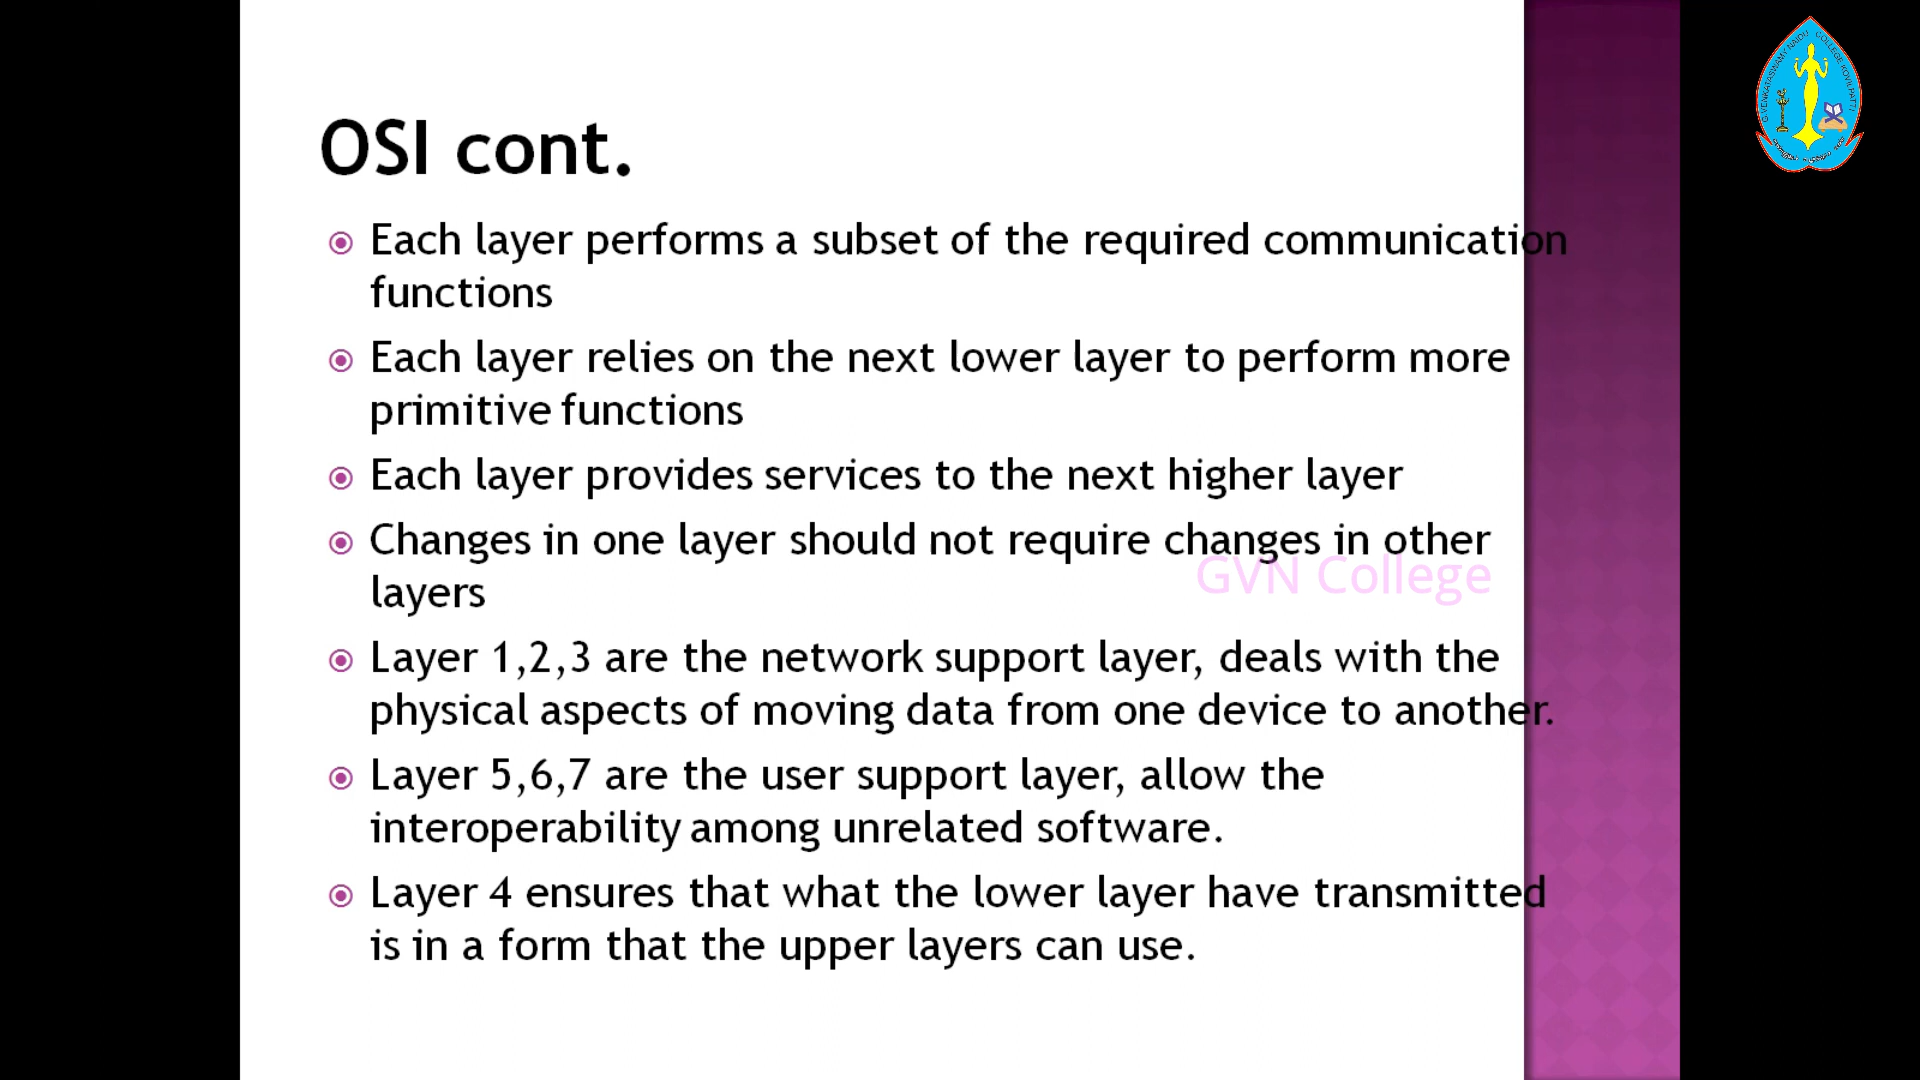 OSI cont.
Each layer performs a subset of the required communication
functions
Each layer relies on the next lower layer to perform more
primitive functions
Each layer provides services to the next higher layer
Changes in one layer should not require changes in other
layers
GVN College
Layer 1,2,3 are the network support layer, deals with the
physical aspects of moving data from one device to another.
Layer 5,6,7 are the user support layer, allow the
interoperability among unrelated software.
Layer 4 ensures that what the lower layer have transmitted
is in a form that the upper layers can use.
G.VENKATASWAMY NAIDU COLLEGE KOVILPATTI